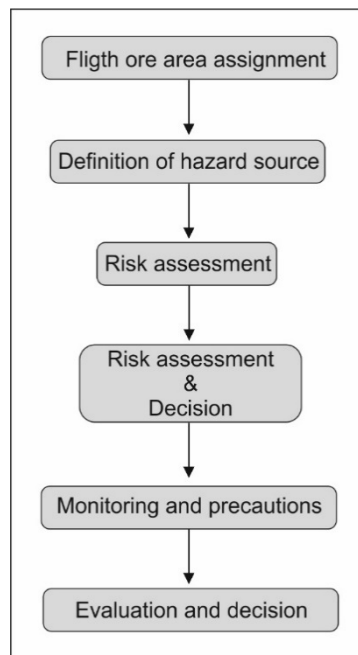 Fligth ore area assignment
Definition of hazard source
Risk assessment
Risk assessment
&
Decision
Monitoring and precautions
Evaluation and decision